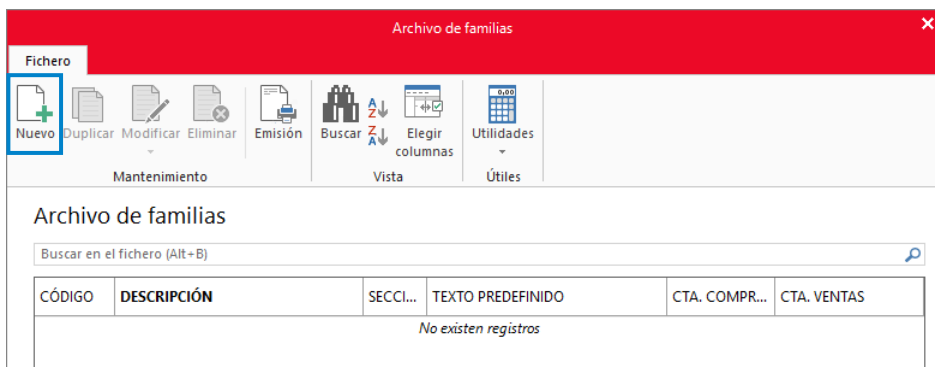 Archivo de familias
Fichero
Nuevo Duplicar Modificar Eliminar Emisión Buscar Elegir columnas Utilidades
Mantenimiento Vista Útiles
Archivo de familias
Buscar en el fichero (Alt+B)
CÓDIGO DESCRIPCIÓN SECCI... TEXTO PREDEFINIDO CTA. COMPR... CTA. VENTAS
No existen registros